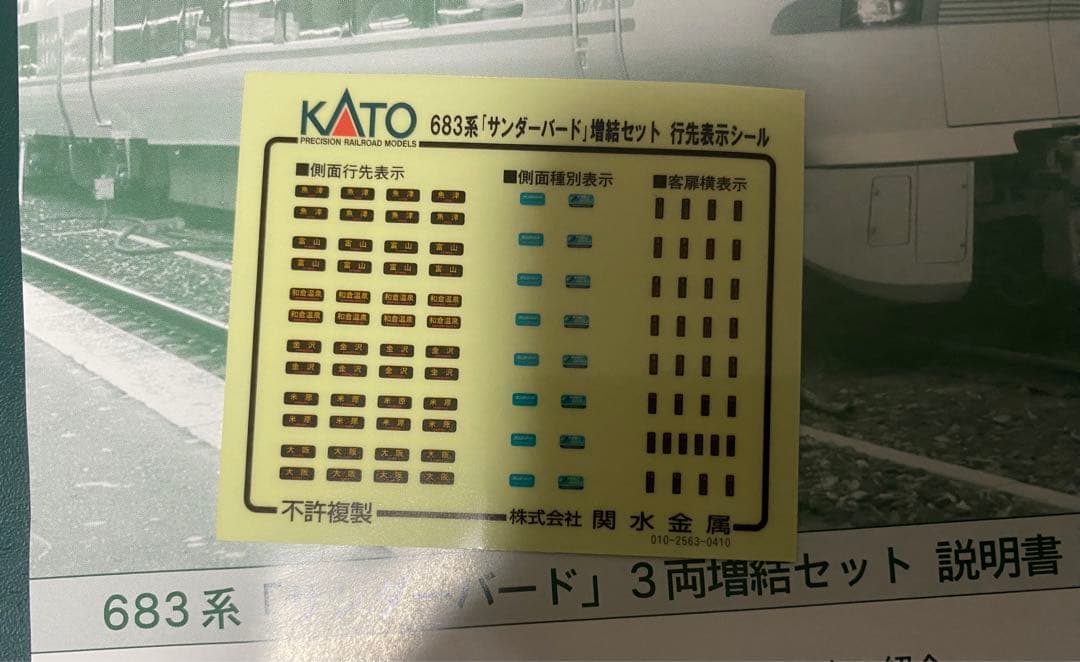 KATO
PRECISION RAILROAD MODELS
683系「サンダーバード」増結セット 行先表示シール
■側面行先表示
■側面種別表示
■客扉横表示
魚津 魚津 魚津 魚津
魚津 魚津 魚津 魚津
富山 富山 富山 富山
富山 富山 富山 富山
和倉温泉 和倉温泉 和倉温泉 和倉温泉
和倉温泉 和倉温泉 和倉温泉 和倉温泉
金沢 金沢 金沢 金沢
金沢 金沢 金沢 金沢
米原 米原 米原 米原
米原 米原 米原 米原
大阪 大阪 大阪 大阪
大阪 大阪 大阪 大阪
不許複製
株式会社 関水金属
010-2563-0410
683系「サンダーバード」3両増結セット 説明書